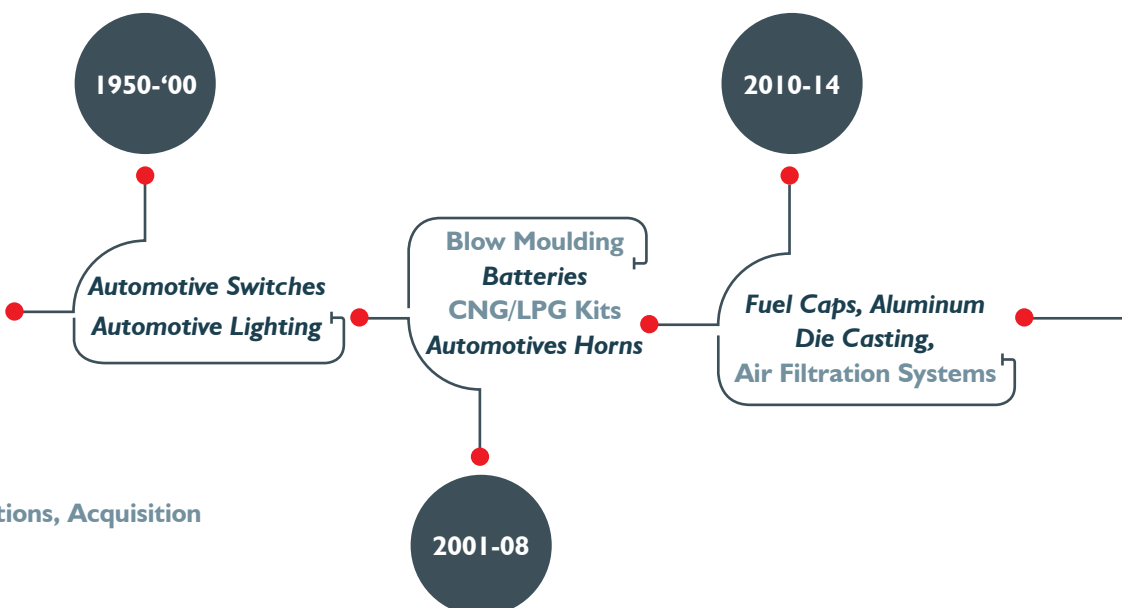 1950-‘00
2010-14
Blow Moulding
Batteries
CNG/LPG Kits
Automotives Horns
Automotive Switches
Automotive Lighting
Fuel Caps, Aluminum
Die Casting,
Air Filtration Systems
tions, Acquisition
2001-08